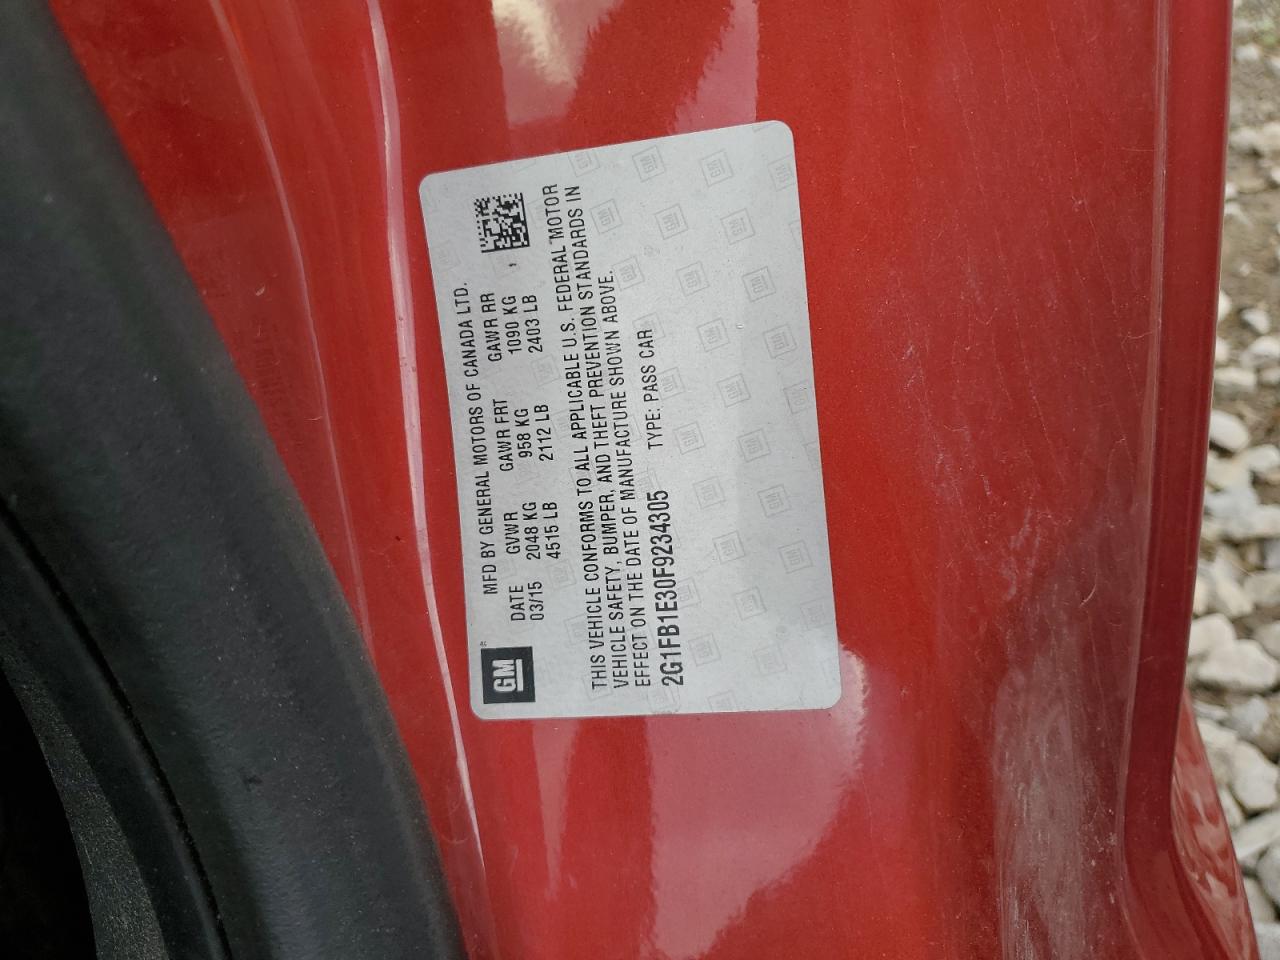 GM
MFD BY GENERAL MOTORS OF CANADA LTD.
DATE GVWR GAWR FRT GAWR RR
03/15 2048 KG 958 KG 1090 KG
4515 LB 2112 LB 2403 LB
THIS VEHICLE CONFORMS TO ALL APPLICABLE U.S. FEDERAL MOTOR
VEHICLE SAFETY, BUMPER, AND THEFT PREVENTION STANDARDS IN
EFFECT ON THE DATE OF MANUFACTURE SHOWN ABOVE.
2G1FB1E30F9234305 TYPE: PASS CAR